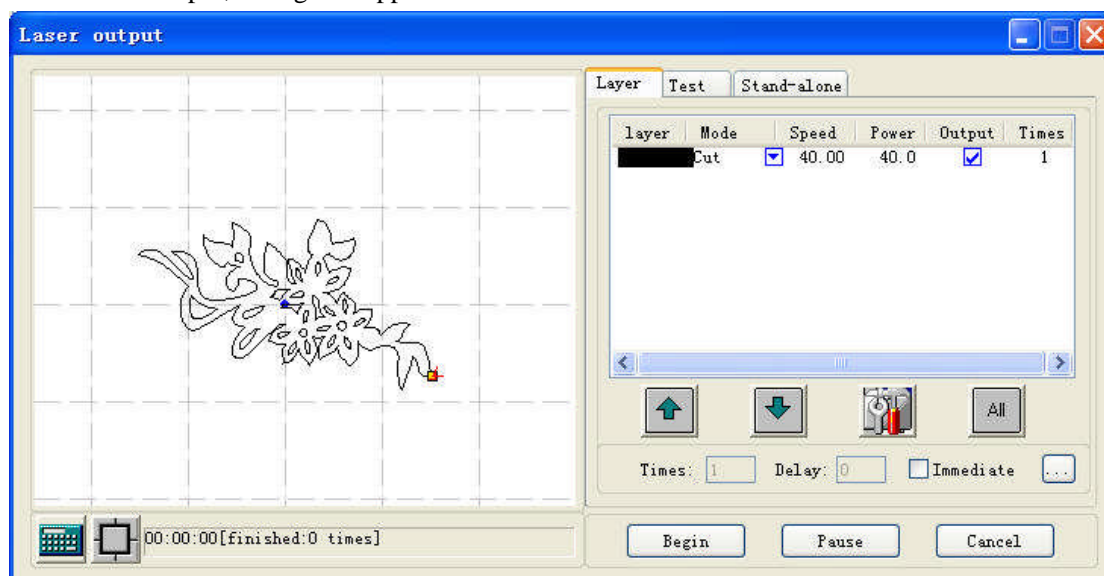 Laser output
Layer Test Stand-alone
layer Mode Speed Power Output Times
Cut 40.00 40.0 1
All
Times: 1 Delay: 0 Immediate ...
00:00:00[finished:0 times]
Begin Pause Cancel